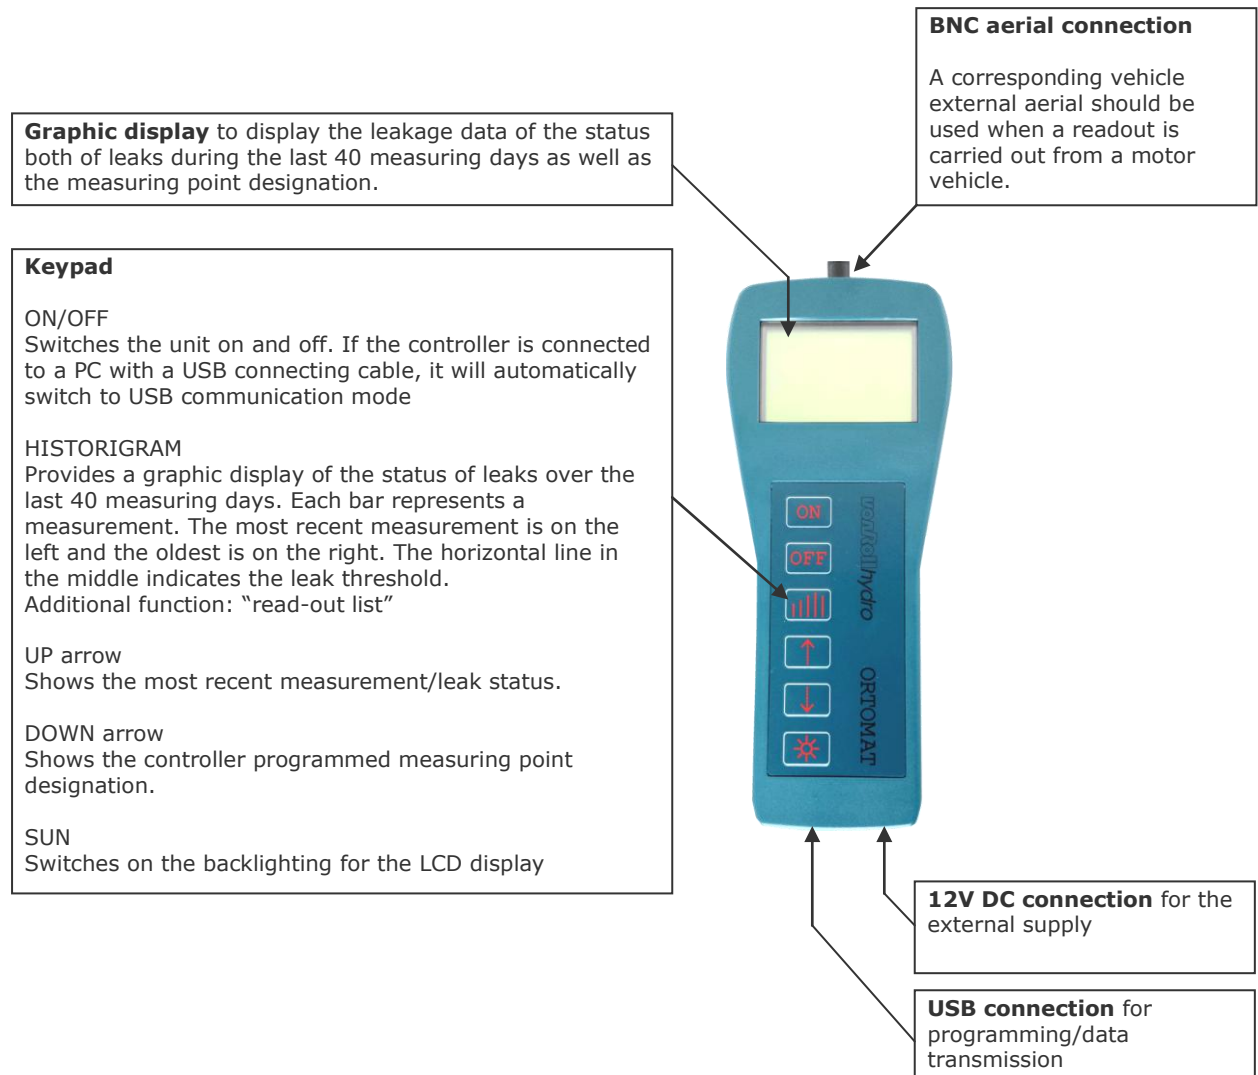 BNC aerial connection
A corresponding vehicle
external aerial should be
used when a readout is
carried out from a motor
vehicle.
Graphic display to display the leakage data of the status
both of leaks during the last 40 measuring days as well as
the measuring point designation.
Keypad
ON/OFF
Switches the unit on and off. If the controller is connected
to a PC with a USB connecting cable, it will automatically
switch to USB communication mode
HISTORIGRAM
Provides a graphic display of the status of leaks over the
last 40 measuring days. Each bar represents a
measurement. The most recent measurement is on the
left and the oldest is on the right. The horizontal line in
the middle indicates the leak threshold.
Additional function: “read-out list”
UP arrow
Shows the most recent measurement/leak status.
DOWN arrow
Shows the controller programmed measuring point
designation.
SUN
Switches on the backlighting for the LCD display
ON
OFF
vonRoll hydro
ORTOMAT
12V DC connection for the
external supply
USB connection for
programming/data
transmission